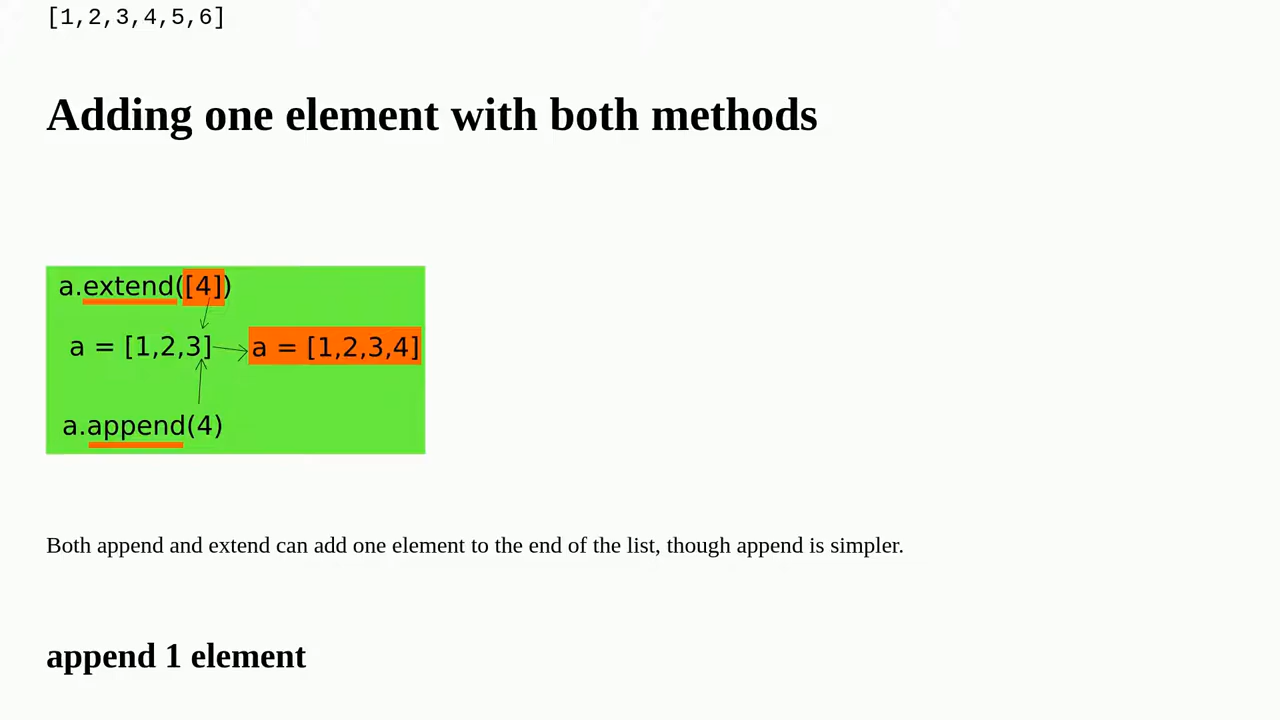 [1,2,3,4,5,6]
Adding one element with both methods
a.extend([4])
a = [1,2,3]
a = [1,2,3,4]
a.append(4)
Both append and extend can add one element to the end of the list, though append is simpler.
append 1 element